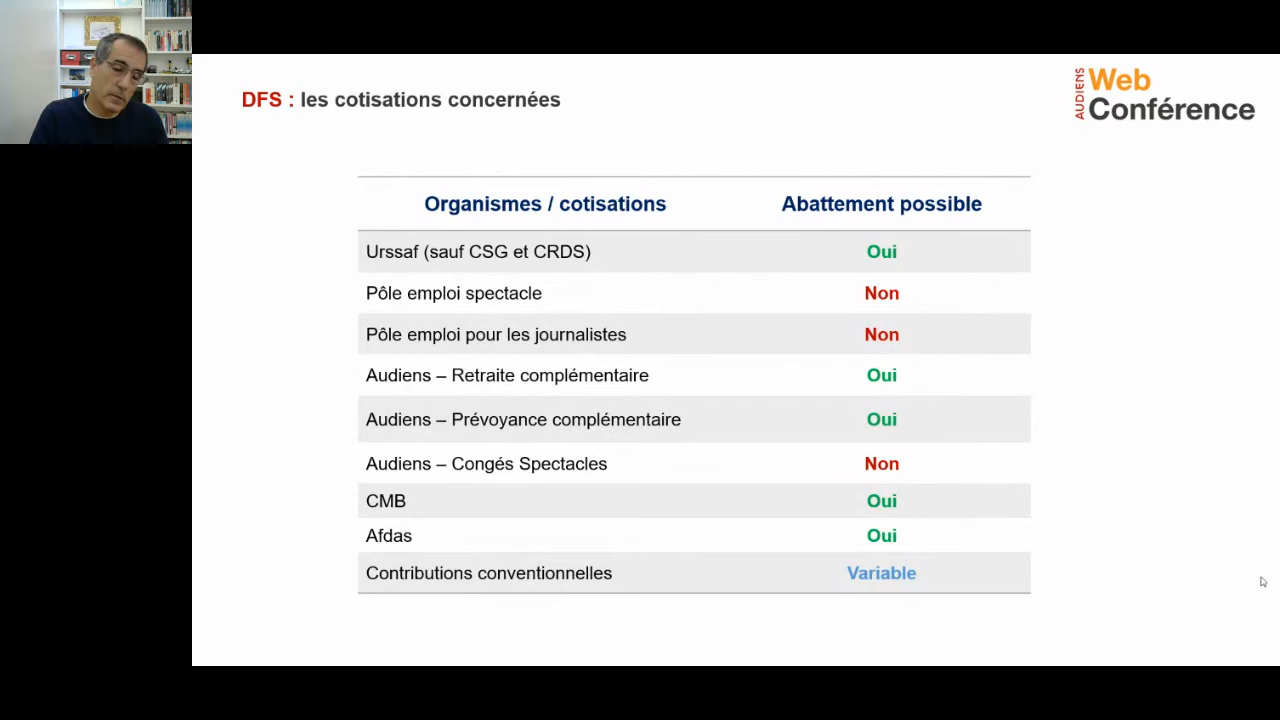 DFS : les cotisations concernées
AUDIENS
Web
Conférence
Organismes / cotisations Abattement possible
Urssaf (sauf CSG et CRDS) Oui
Pôle emploi spectacle Non
Pôle emploi pour les journalistes Non
Audiens – Retraite complémentaire Oui
Audiens – Prévoyance complémentaire Oui
Audiens – Congés Spectacles Non
CMB Oui
Afdas Oui
Contributions conventionnelles Variable